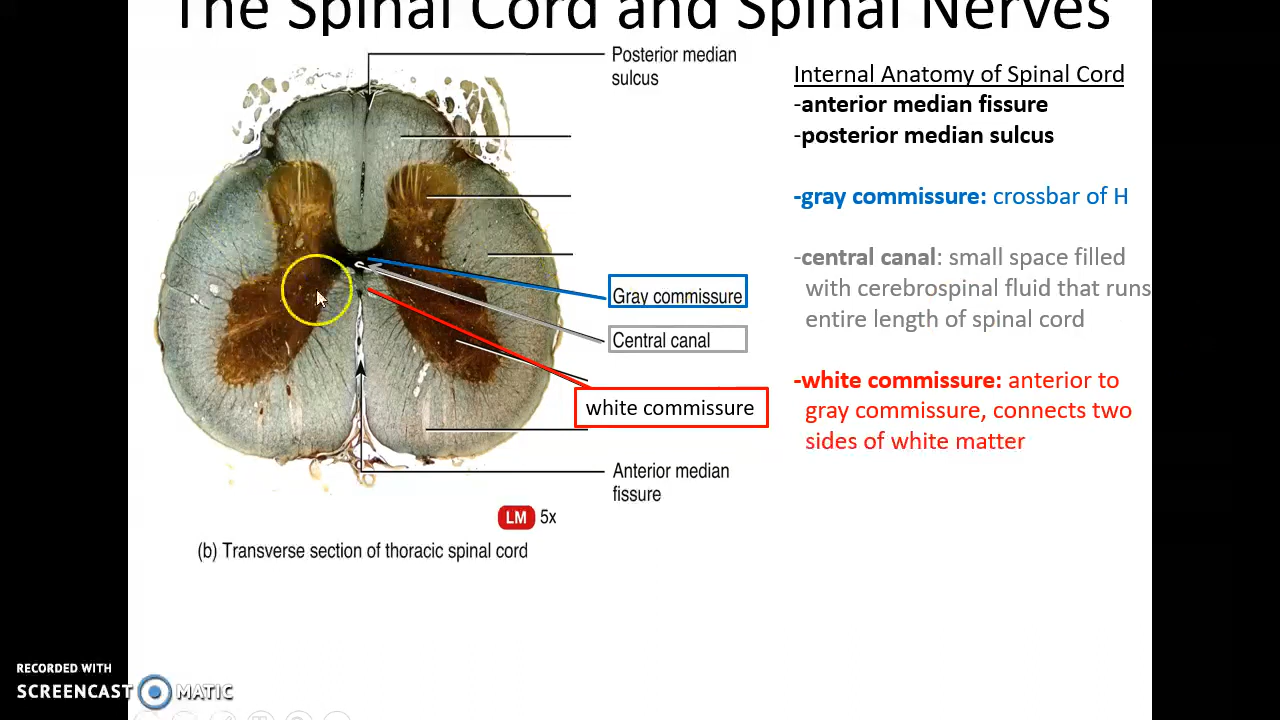 The Spinal Cord and Spinal Nerves
Posterior median
sulcus
Gray commissure
Central canal
white commissure
Anterior median
fissure
LM 5x
(b) Transverse section of thoracic spinal cord
Internal Anatomy of Spinal Cord
-anterior median fissure
-posterior median sulcus
-gray commissure: crossbar of H
-central canal: small space filled
with cerebrospinal fluid that runs
entire length of spinal cord
-white commissure: anterior to
gray commissure, connects two
sides of white matter
RECORDED WITH
SCREENCAST MATIC